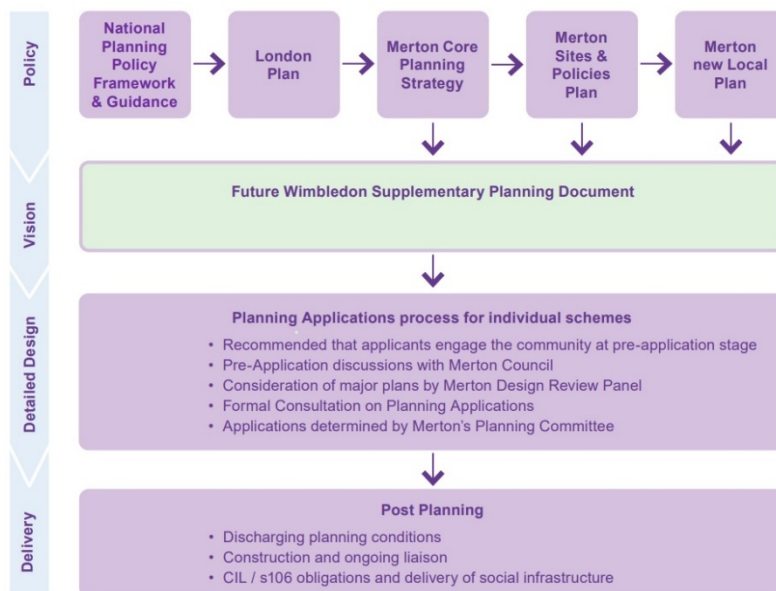 Policy
National
Planning
Policy
Framework
& Guidance
London
Plan
Merton Core
Planning
Strategy
Merton
Sites &
Policies
Plan
Merton
new Local
Plan
Vision
Future Wimbledon Supplementary Planning Document
Detailed Design
Planning Applications process for individual schemes
• Recommended that applicants engage the community at pre-application stage
• Pre-Application discussions with Merton Council
• Consideration of major plans by Merton Design Review Panel
• Formal Consultation on Planning Applications
• Applications determined by Merton's Planning Committee
Delivery
Post Planning
• Discharging planning conditions
• Construction and ongoing liaison
• CIL / s106 obligations and delivery of social infrastructure